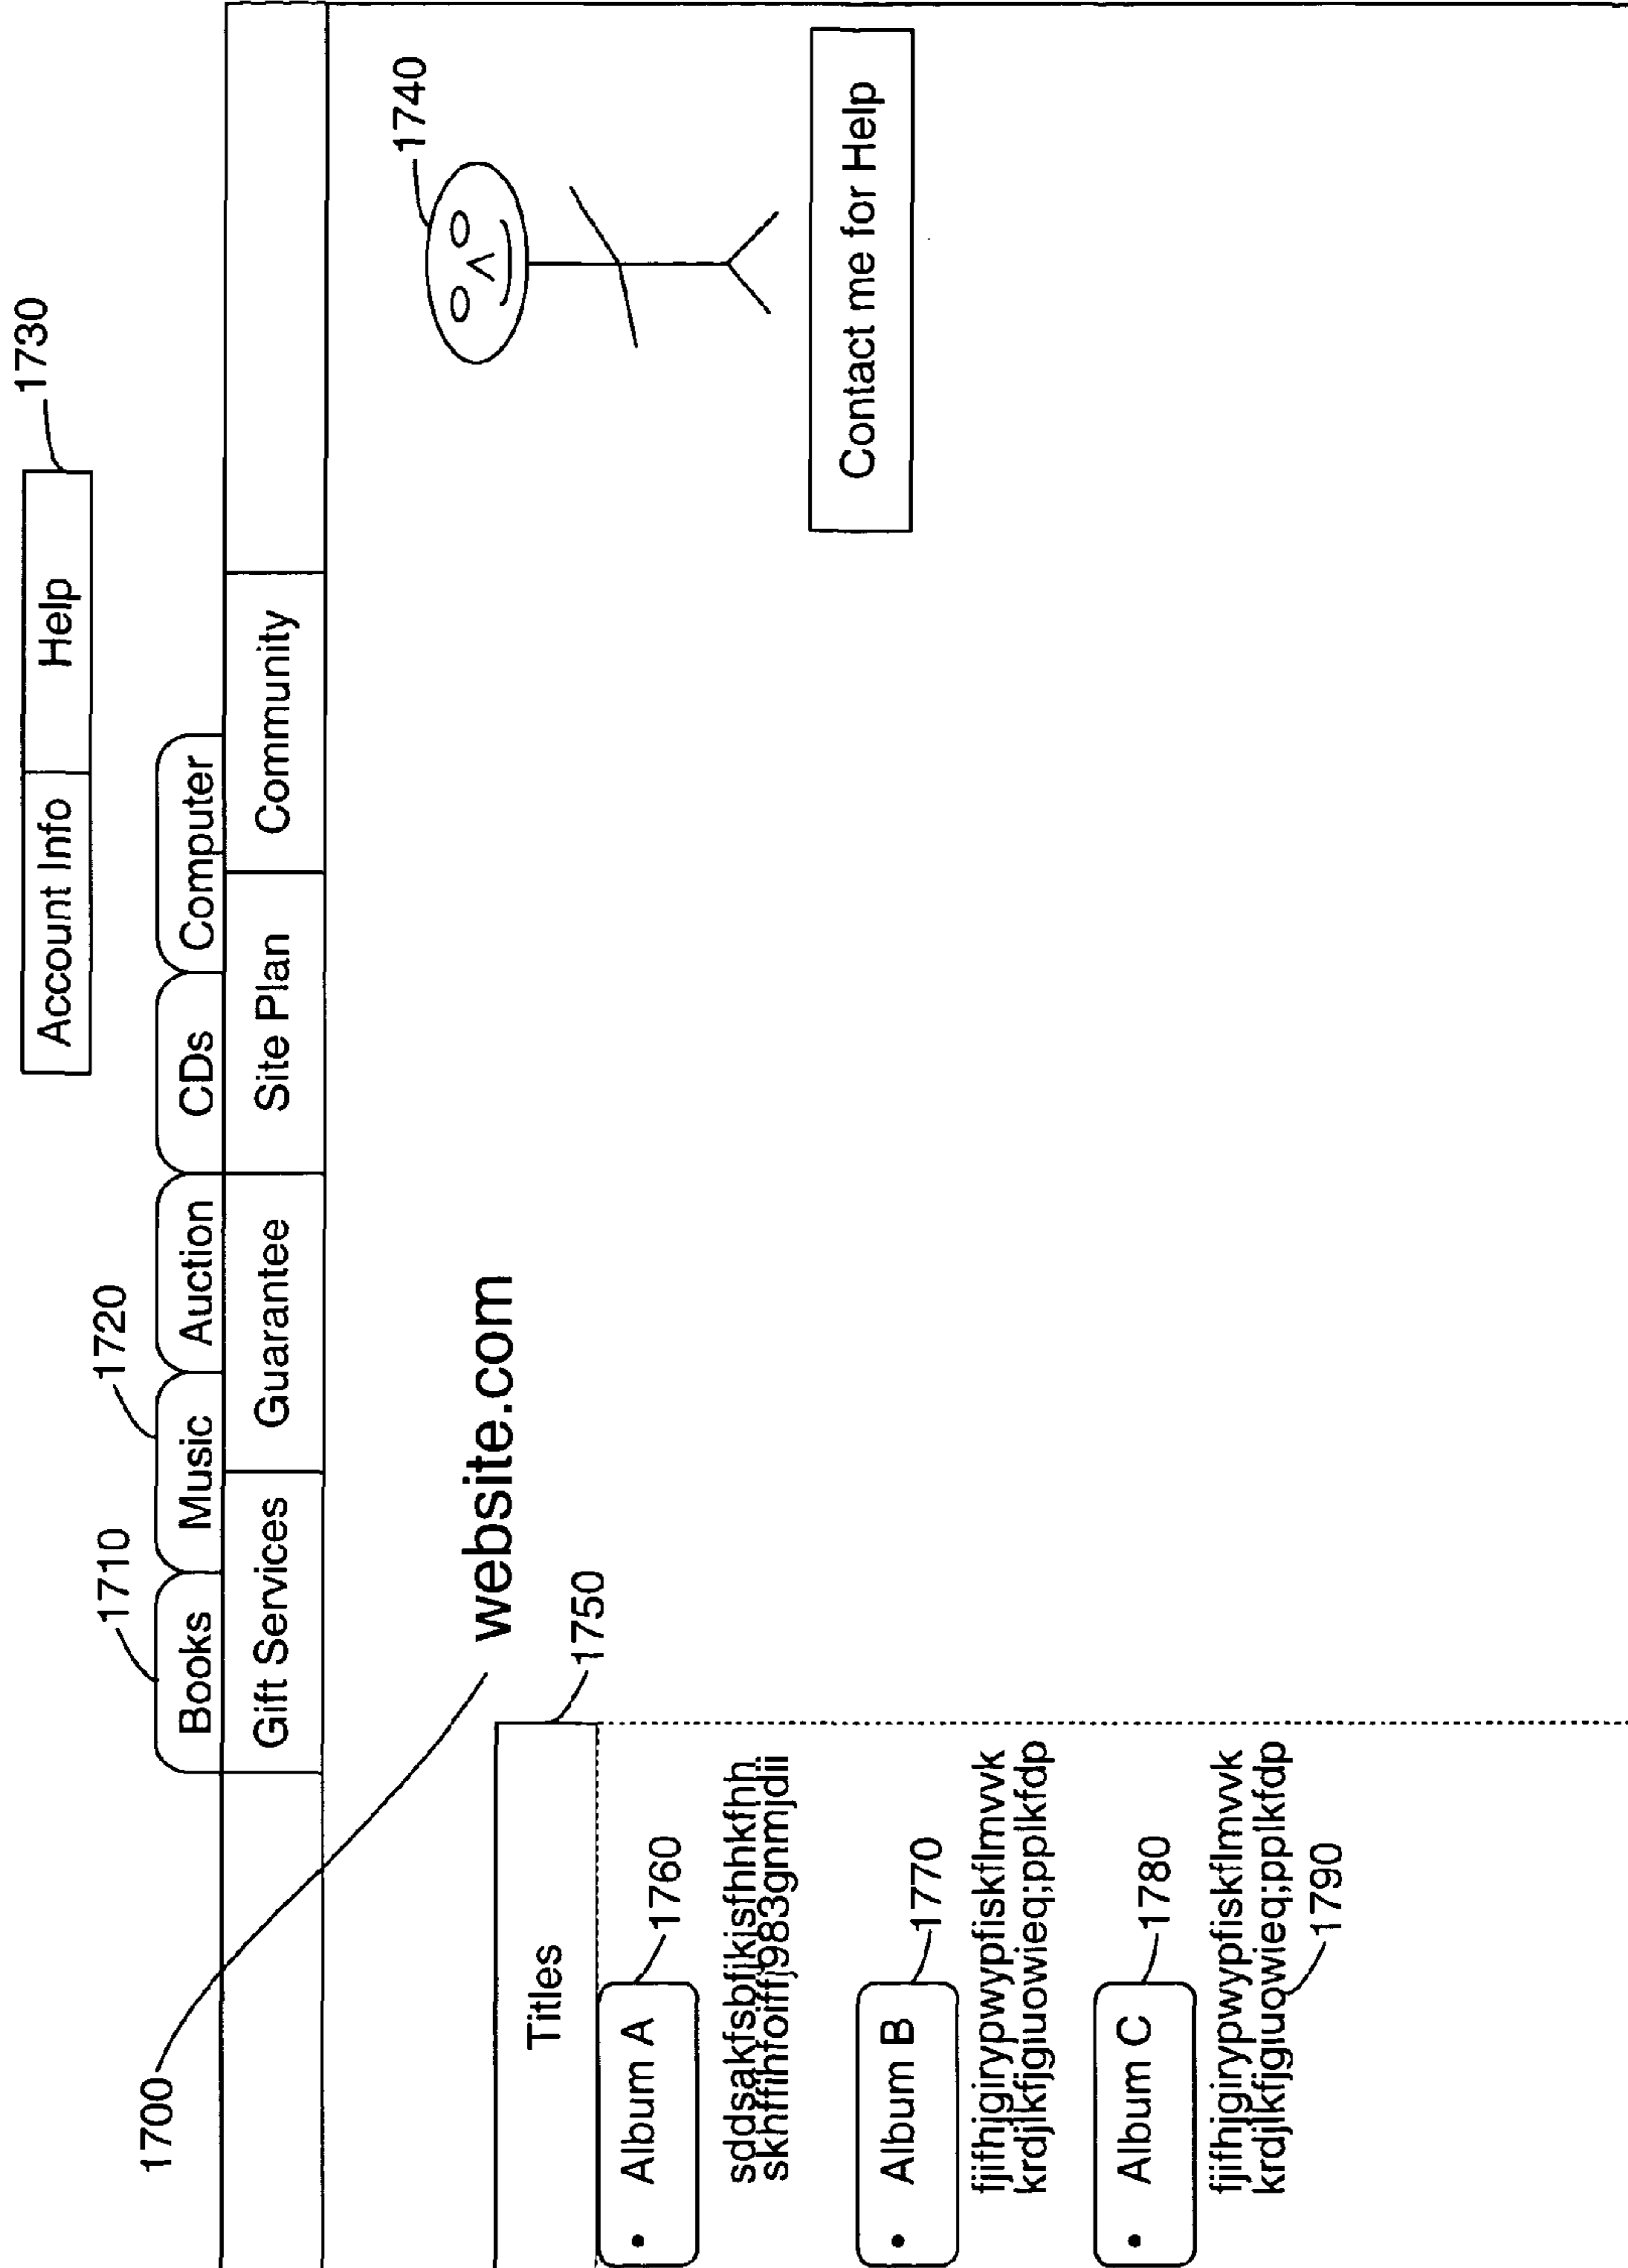 1730
Account Info Help
1700
1710
1720
Books Music Auction CDs Computer
Gift Services Guarantee Site Plan Community
1740
website.com
1750
Titles
• Album A
1760
sddsakfsbfjkjsfhhkfhh
skhffihfoiffj983gnmjdii
• Album B
1770
fjifhjgirypwypfiskflmvvk
krdjlkfjgiuowieq;pplkfdp
• Album C
1780
fjifhjgirypwypfiskflmvvk
krdjlkfjgiuowieq;pplkfdp
1790
Contact me for Help